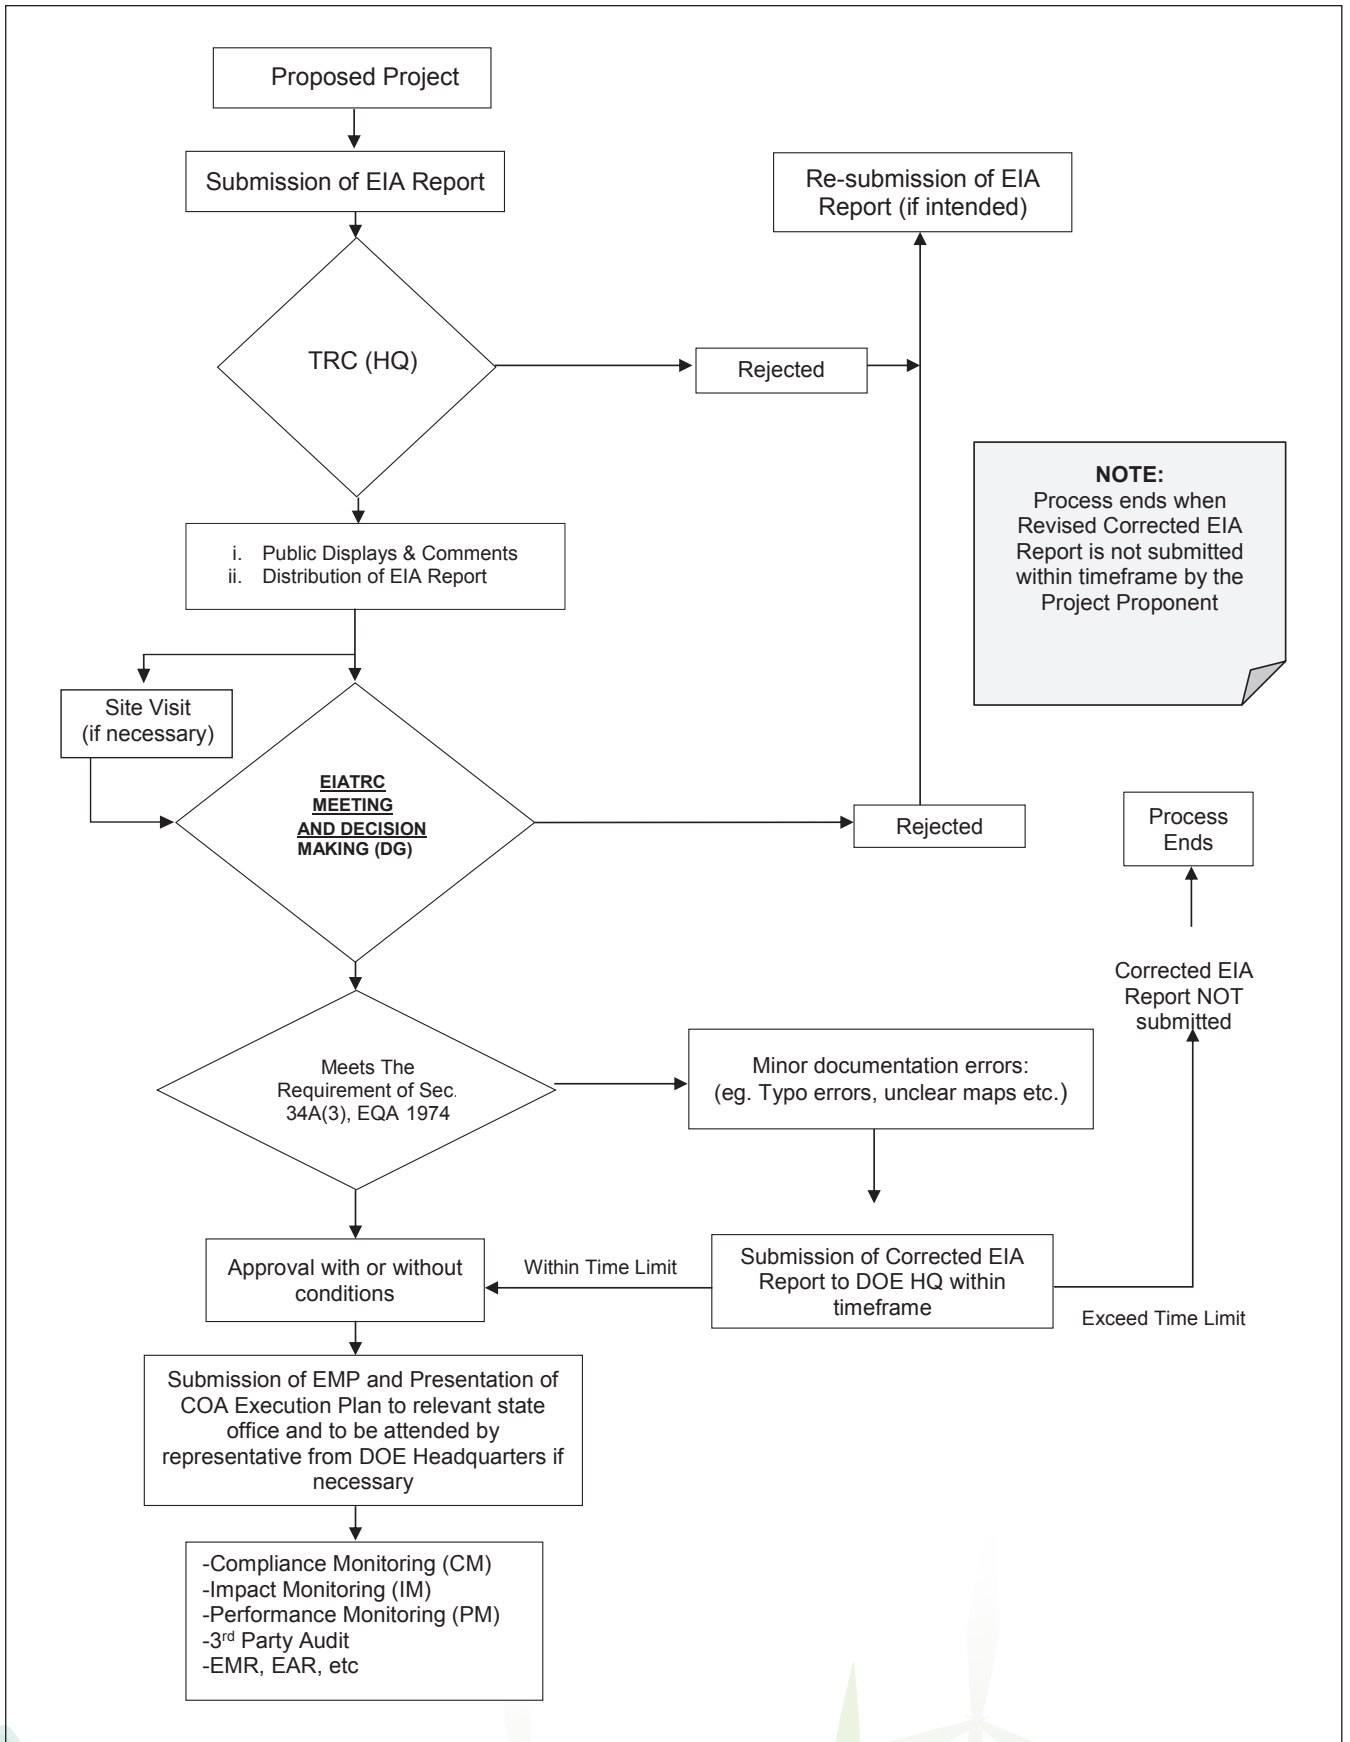 Proposed Project
Submission of EIA Report
Re-submission of EIA
Report (if intended)
TRC (HQ)
Rejected
NOTE:
Process ends when
Revised Corrected EIA
Report is not submitted
within timeframe by the
Project Proponent
i. Public Displays & Comments
ii. Distribution of EIA Report
Site Visit
(if necessary)
EIATRC
MEETING
AND DECISION
MAKING (DG)
Rejected
Process
Ends
Corrected EIA
Report NOT
submitted
Meets The
Requirement of Sec.
34A(3), EQA 1974
Minor documentation errors:
(eg. Typo errors, unclear maps etc.)
Approval with or without
conditions
Within Time Limit
Submission of Corrected EIA
Report to DOE HQ within
timeframe
Exceed Time Limit
Submission of EMP and Presentation of
COA Execution Plan to relevant state
office and to be attended by
representative from DOE Headquarters if
necessary
-Compliance Monitoring (CM)
-Impact Monitoring (IM)
-Performance Monitoring (PM)
-3rd Party Audit
-EMR, EAR, etc